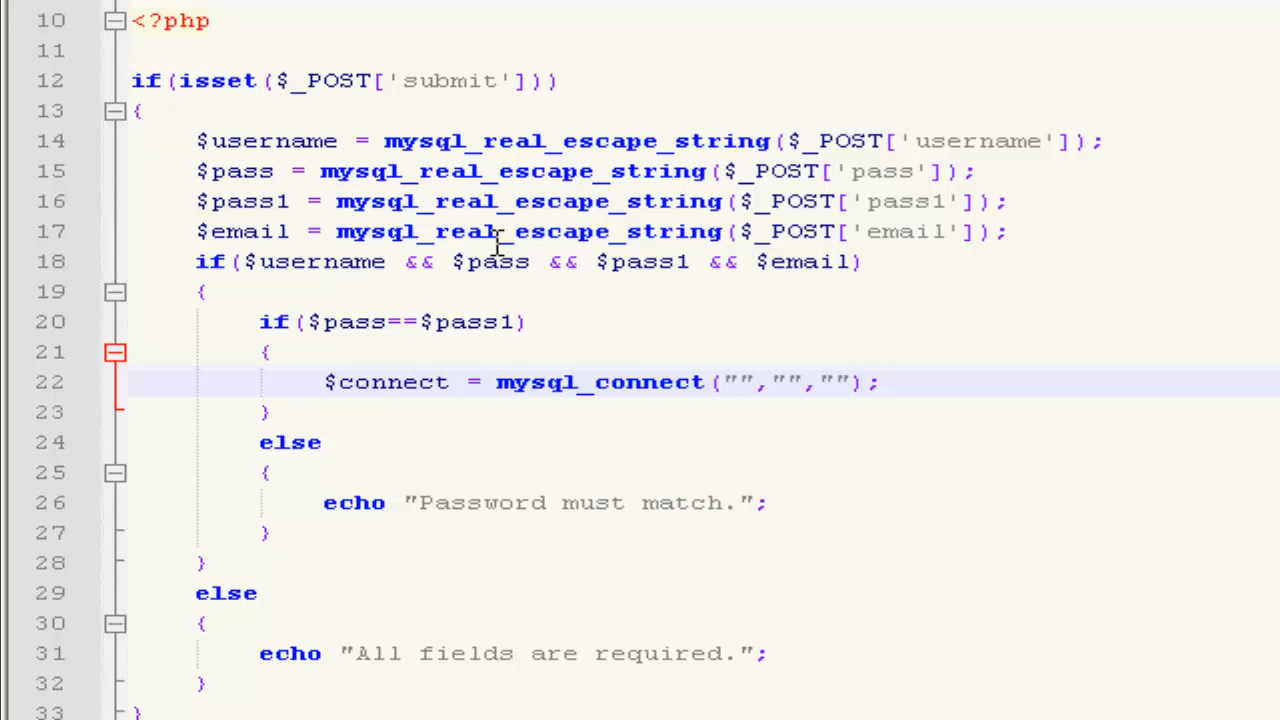 10 <?php
11
12 if(isset($_POST['submit']))
13 {
14 $username = mysql_real_escape_string($_POST['username']);
15 $pass = mysql_real_escape_string($_POST['pass']);
16 $pass1 = mysql_real_escape_string($_POST['pass1']);
17 $email = mysql_real_escape_string($_POST['email']);
18 if($username && $pass && $pass1 && $email)
19 {
20 if($pass==$pass1)
21 {
22 $connect = mysql_connect("","","");
23 }
24 else
25 {
26 echo "Password must match.";
27 }
28 }
29 else
30 {
31 echo "All fields are required.";
32 }
33 }